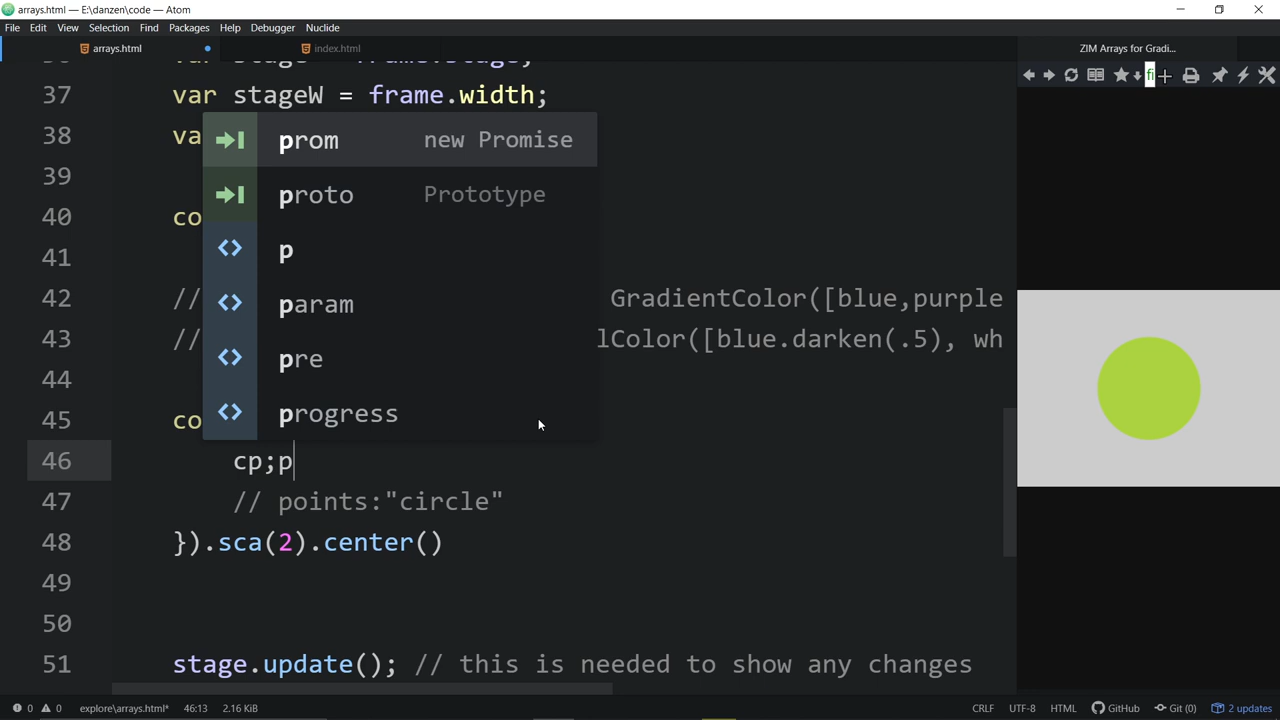 arrays.html — E:\danzen\code — Atom
File Edit View Selection Find Packages Help Debugger Nuclide
arrays.html index.html ZIM Arrays for Gradi...
fi
37 var stageW = frame.width;
38 va
prom new Promise
39
proto Prototype
40 co
p
41
42 // GradientColor([blue,purple
param
43 // lColor([blue.darken(.5), wh
pre
44
progress
45 co
46 cp;p
47 // points:"circle"
48 }).sca(2).center()
49
50
51 stage.update(); // this is needed to show any changes
0 0 explore\arrays.html* 46:13 2.16 KiB CRLF UTF-8 HTML GitHub Git (0) 2 updates